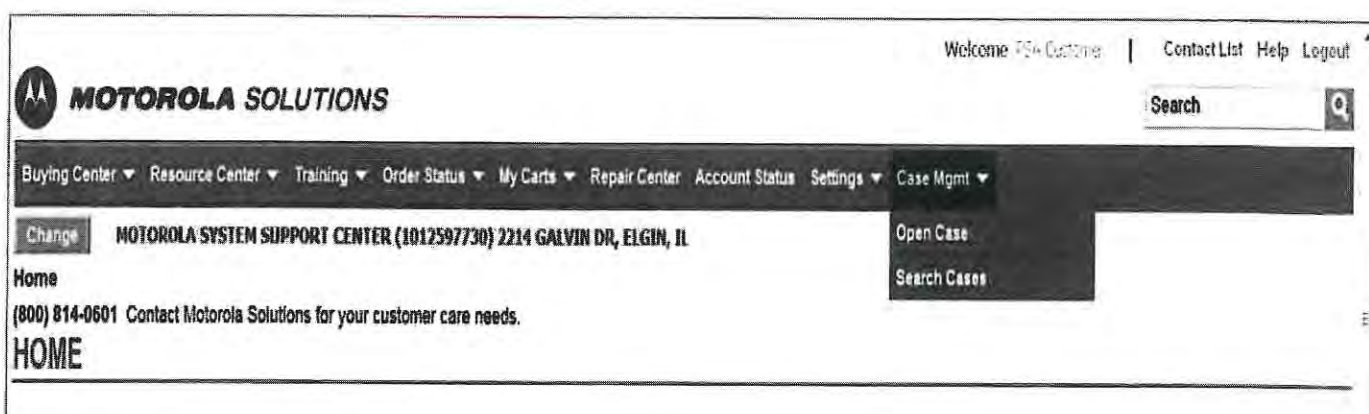 Welcome Customer | Contact List Help Logout
MOTOROLA SOLUTIONS
Search
Buying Center Resource Center Training Order Status My Carts Repair Center Account Status Settings Case Mgmt
Change MOTOROLA SYSTEM SUPPORT CENTER (1012597730) 2214 GALVIN DR, ELGIN, IL
Open Case
Home
Search Cases
(800) 814-0601 Contact Motorola Solutions for your customer care needs.
HOME